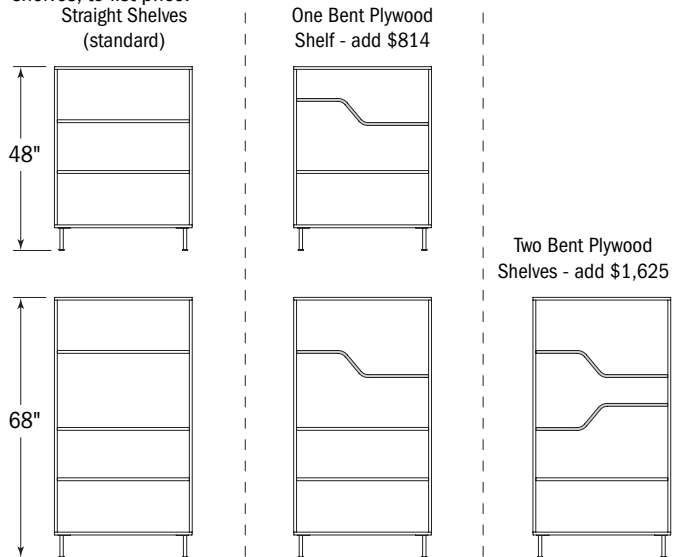 shelves, to list price.
Straight Shelves
(standard)
One Bent Plywood
Shelf - add $814
48"
Two Bent Plywood
Shelves - add $1,625
68"